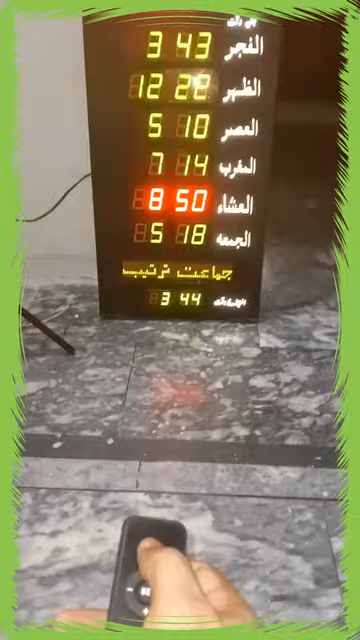 3 43 الفجر
12 22 الظهر
5 10 العصر
7 14 المغرب
8 50 العشاء
5 18 الجمعه
جماعت ترتيب
3 44